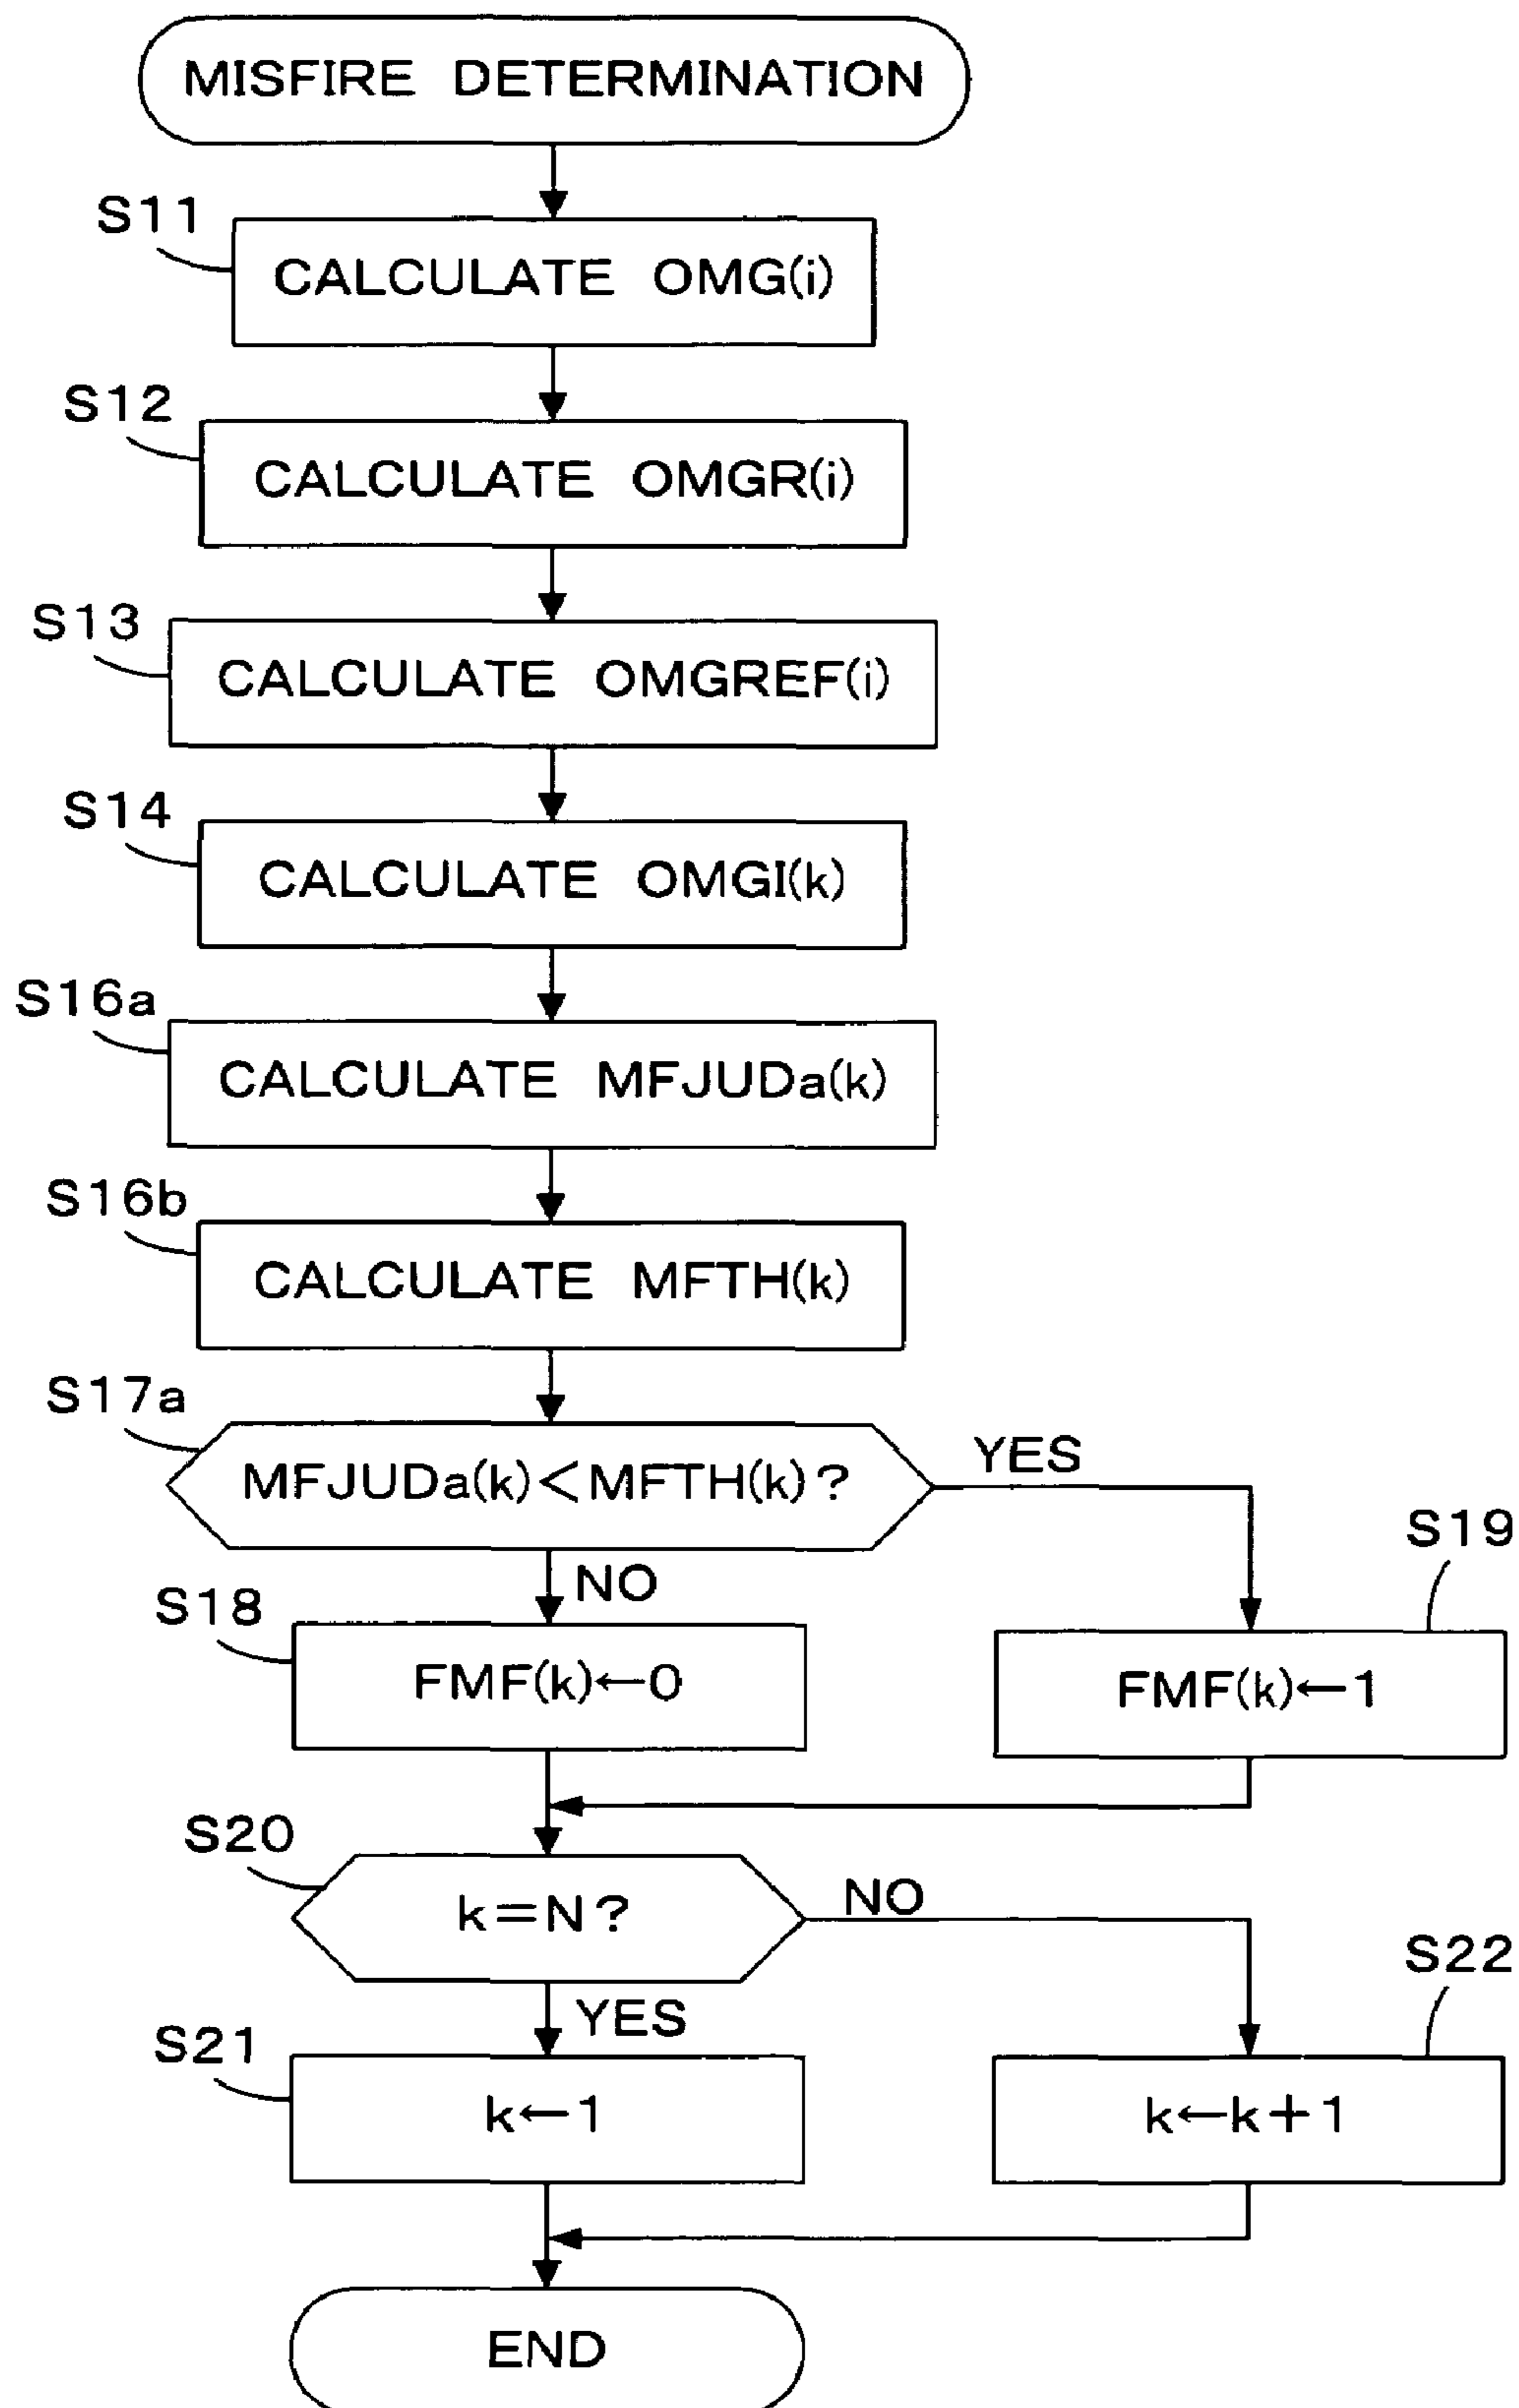 MISFIRE DETERMINATION
S11
CALCULATE OMG(i)
S12
CALCULATE OMGR(i)
S13
CALCULATE OMGREF(i)
S14
CALCULATE OMGI(k)
S16a
CALCULATE MFJUDa(k)
S16b
CALCULATE MFTH(k)
S17a
MFJUDa(k)<MFTH(k)?
YES
NO
S18
FMF(k)←0
S19
FMF(k)←1
S20
k=N?
NO
YES
S21
k←1
S22
k←k+1
END